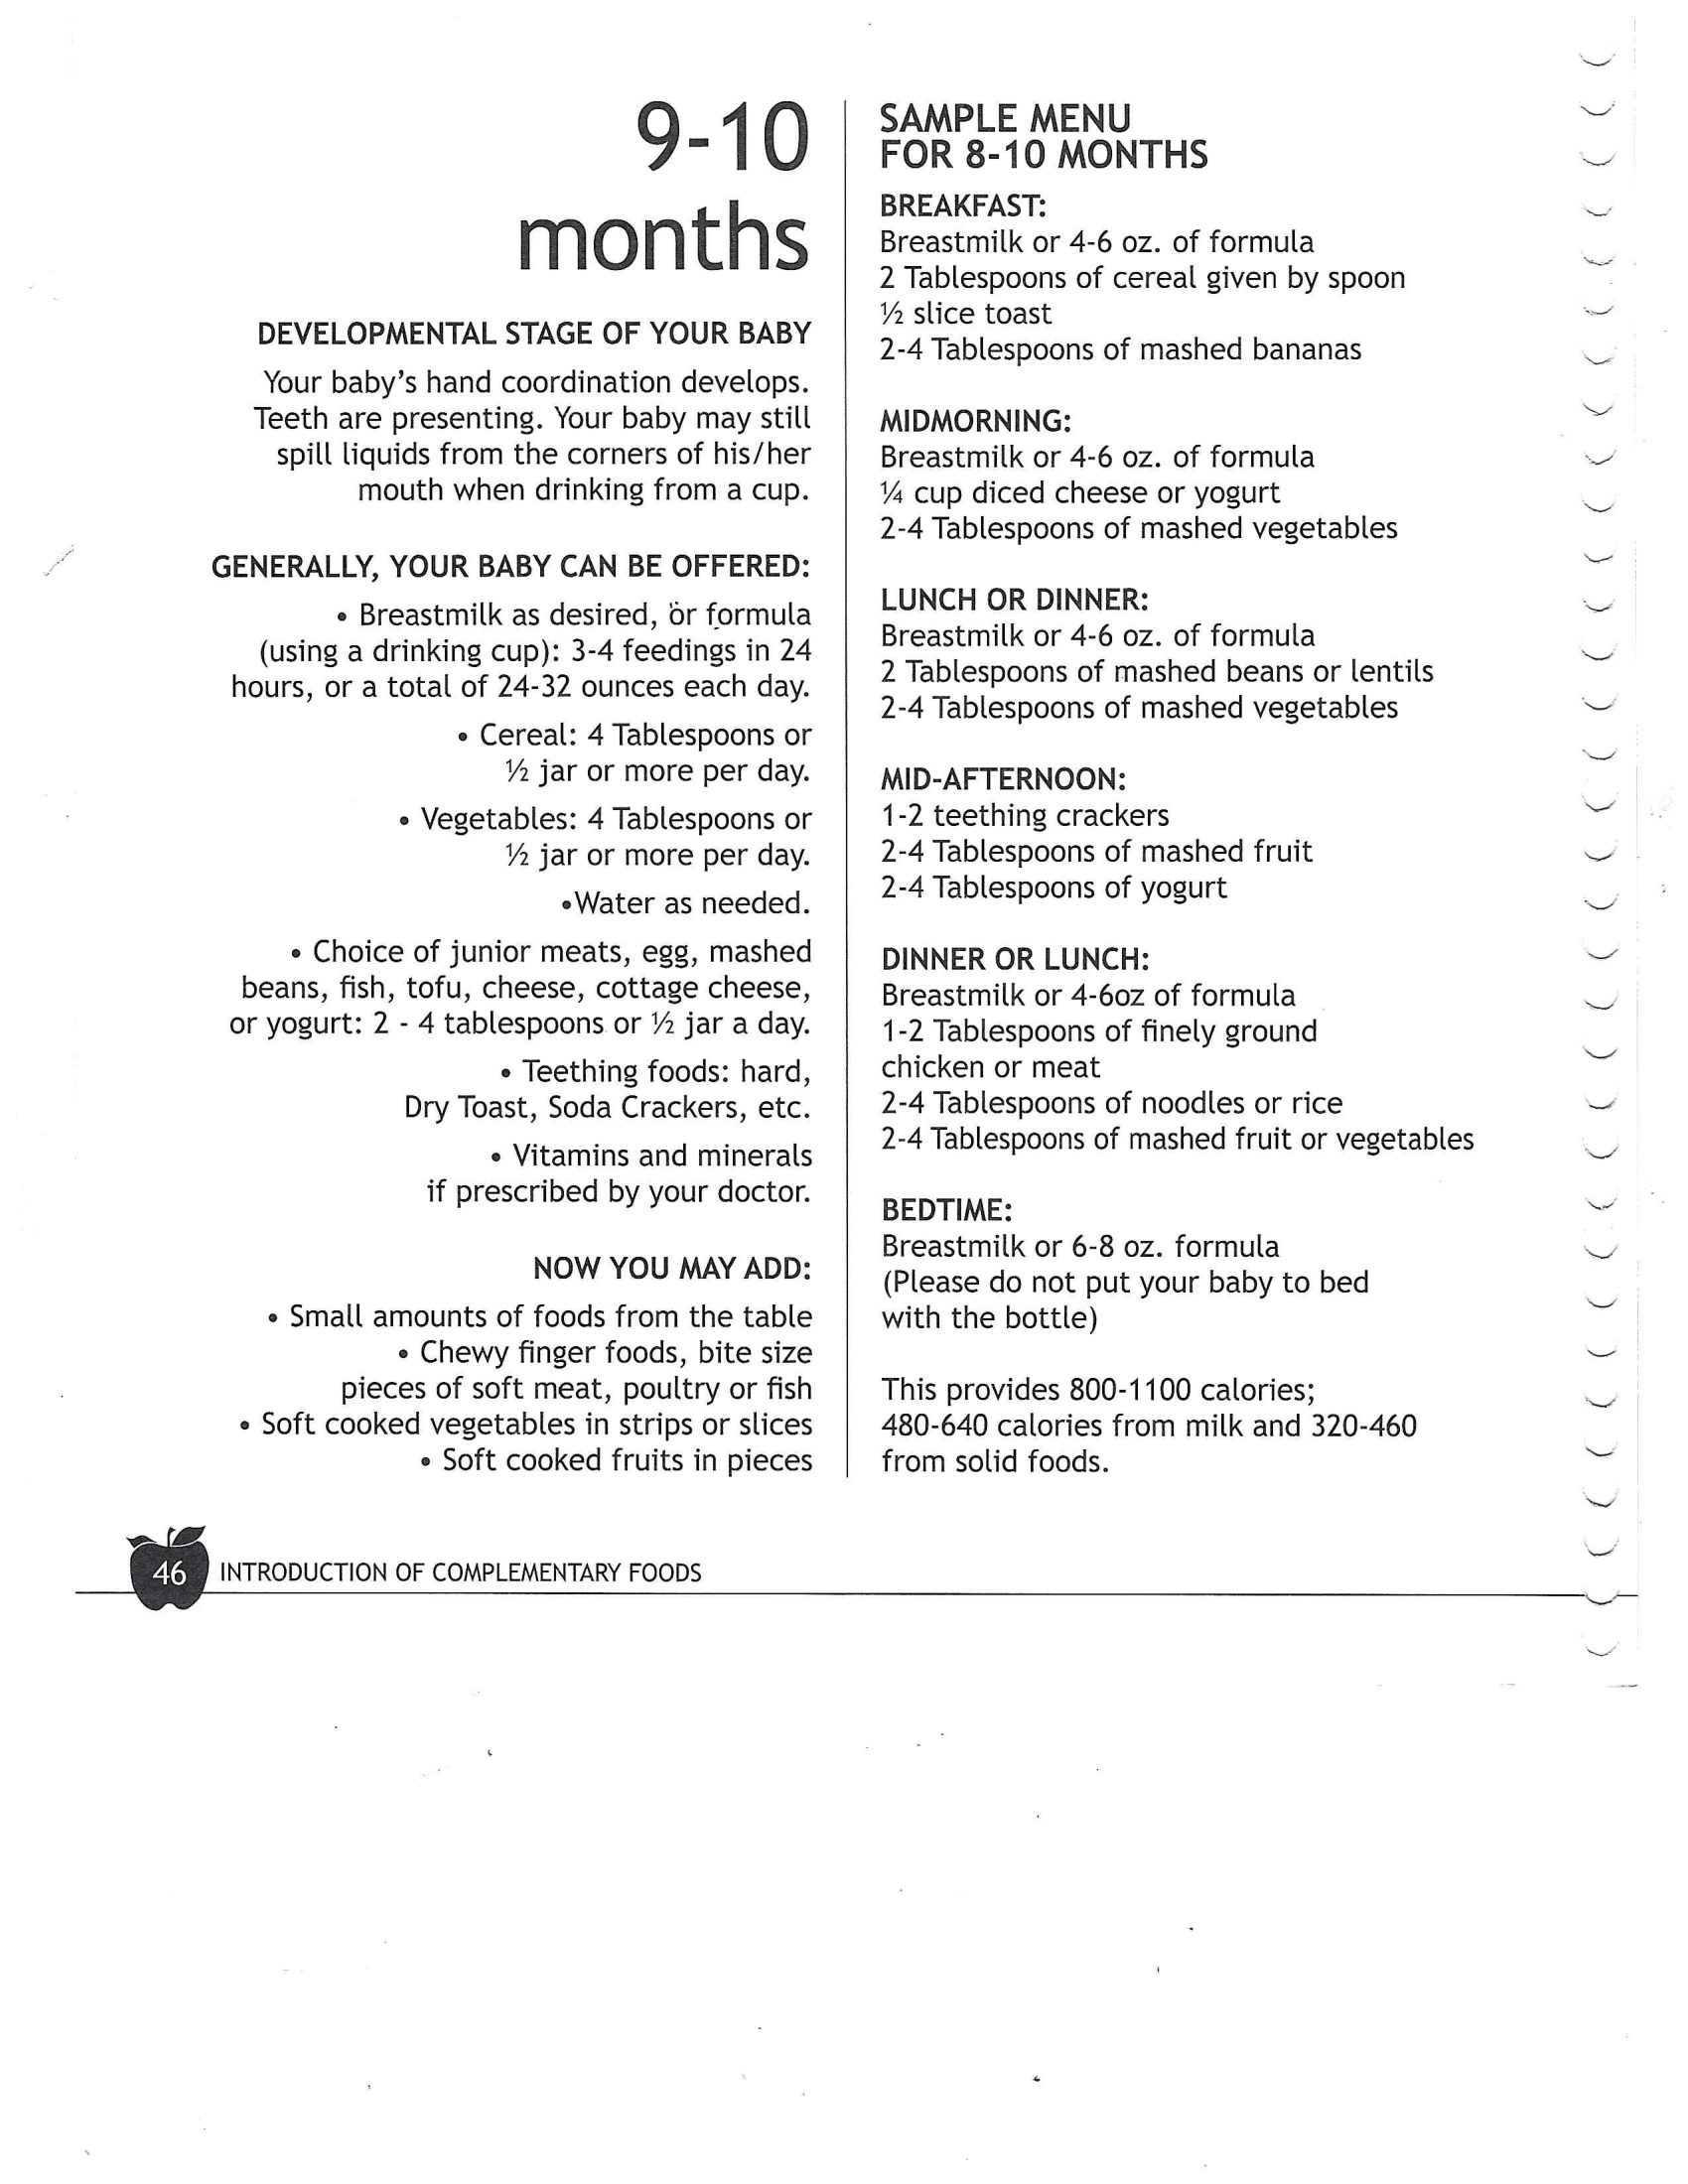 9-10
months
DEVELOPMENTAL STAGE OF YOUR BABY
Your baby's hand coordination develops.
Teeth are presenting. Your baby may still
spill liquids from the corners of his/her
mouth when drinking from a cup.
GENERALLY, YOUR BABY CAN BE OFFERED:
• Breastmilk as desired, or formula
(using a drinking cup): 3-4 feedings in 24
hours, or a total of 24-32 ounces each day.
• Cereal: 4 Tablespoons or
½ jar or more per day.
• Vegetables: 4 Tablespoons or
½ jar or more per day.
•Water as needed.
• Choice of junior meats, egg, mashed
beans, fish, tofu, cheese, cottage cheese,
or yogurt: 2 - 4 tablespoons or ½ jar a day.
• Teething foods: hard,
Dry Toast, Soda Crackers, etc.
• Vitamins and minerals
if prescribed by your doctor.
NOW YOU MAY ADD:
• Small amounts of foods from the table
• Chewy finger foods, bite size
pieces of soft meat, poultry or fish
• Soft cooked vegetables in strips or slices
• Soft cooked fruits in pieces
SAMPLE MENU
FOR 8-10 MONTHS
BREAKFAST:
Breastmilk or 4-6 oz. of formula
2 Tablespoons of cereal given by spoon
½ slice toast
2-4 Tablespoons of mashed bananas
MIDMORNING:
Breastmilk or 4-6 oz. of formula
¼ cup diced cheese or yogurt
2-4 Tablespoons of mashed vegetables
LUNCH OR DINNER:
Breastmilk or 4-6 oz. of formula
2 Tablespoons of mashed beans or lentils
2-4 Tablespoons of mashed vegetables
MID-AFTERNOON:
1-2 teething crackers
2-4 Tablespoons of mashed fruit
2-4 Tablespoons of yogurt
DINNER OR LUNCH:
Breastmilk or 4-6oz of formula
1-2 Tablespoons of finely ground
chicken or meat
2-4 Tablespoons of noodles or rice
2-4 Tablespoons of mashed fruit or vegetables
BEDTIME:
Breastmilk or 6-8 oz. formula
(Please do not put your baby to bed
with the bottle)
This provides 800-1100 calories;
480-640 calories from milk and 320-460
from solid foods.
46 INTRODUCTION OF COMPLEMENTARY FOODS